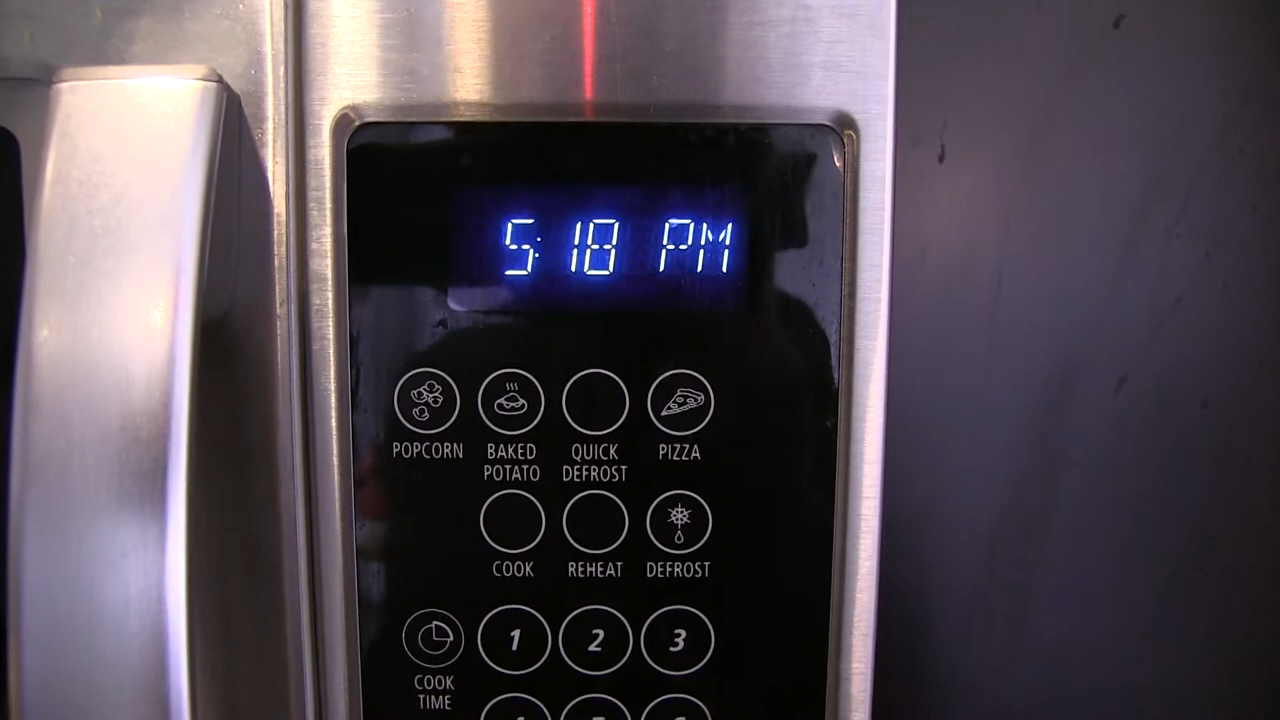 5:18 PM
POPCORN
BAKED
POTATO
QUICK
DEFROST
PIZZA
COOK
REHEAT
DEFROST
COOK
TIME
1 2 3